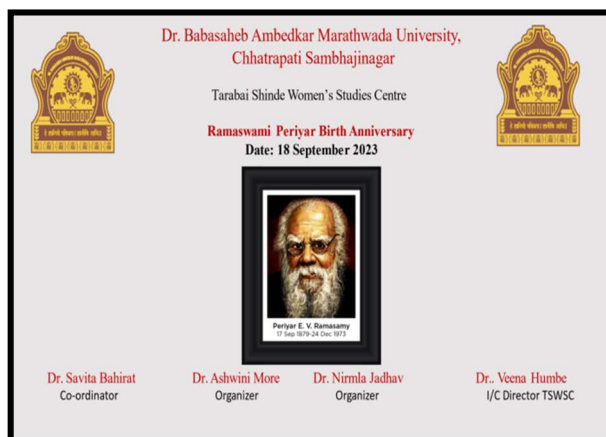 Dr. Babasaheb Ambedkar Marathwada University,
Chhatrapati Sambhajinagar
Tarabai Shinde Women's Studies Centre
Ramaswami Periyar Birth Anniversary
Date: 18 September 2023
Periyar E. V. Ramasamy
17 Sep 1879-24 Dec 1973
Dr. Savita Bahirat
Co-ordinator
Dr. Ashwini More
Organizer
Dr. Nirmla Jadhav
Organizer
Dr.. Veena Humbe
I/C Director TSWSC